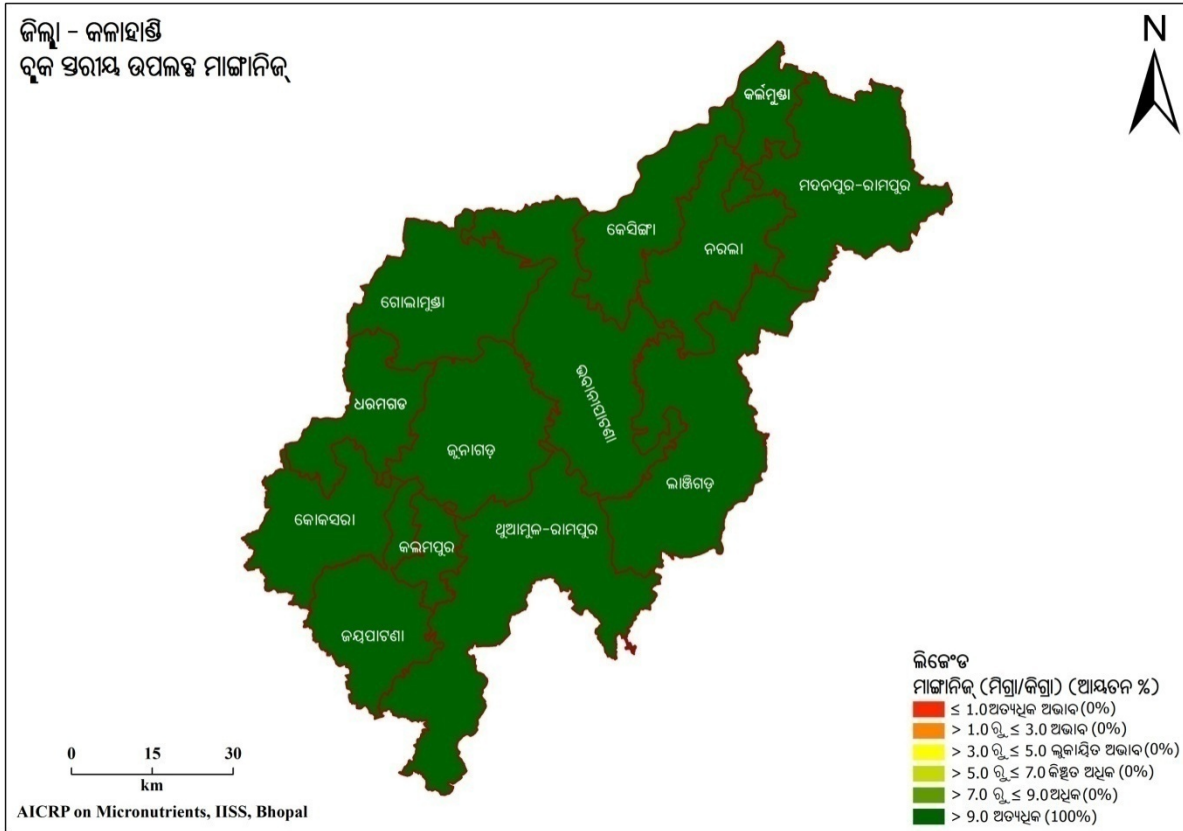 ଜିଲ୍ଲା - କଳାହାଣ୍ଡି
ବ୍ଲକ ସ୍ତରୀୟ ଉପଲବ୍ଧ ମାଙ୍ଗାନିଜ୍
N
କର୍ଲମୁଣ୍ଡା
ମଦନପୁର-ରାମପୁର
କେସିଙ୍ଗା
ନରଲା
ଗୋଲାମୁଣ୍ଡା
ଭବାନୀପାଟଣା
ଧରମଗଡ
ଜୁନାଗଡ଼
ଲାଞ୍ଜିଗଡ଼
କୋକସରା
ଥୁଆମୁଳ-ରାମପୁର
କଲମପୁର
ଜୟପାଟଣା
0 15 30
km
AICRP on Micronutrients, IISS, Bhopal
ଲିଜେଂଡ
ମାଙ୍ଗାନିଜ୍ (ମିଗ୍ରା/କିଗ୍ରା) (ଆୟତନ %)
≤ 1.0 ଅତ୍ୟଧିକ ଅଭାବ (0%)
> 1.0 ରୁ ≤ 3.0 ଅଭାବ (0%)
> 3.0 ରୁ ≤ 5.0 ଲୁକାୟିତ ଅଭାବ (0%)
> 5.0 ରୁ ≤ 7.0 କିଞ୍ଚିତ ଅଧିକ (0%)
> 7.0 ରୁ ≤ 9.0 ଅଧିକ (0%)
> 9.0 ଅତ୍ୟଧିକ (100%)